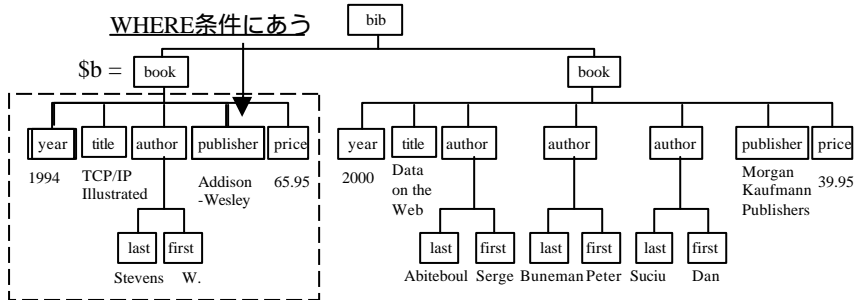 WHERE条件にあう
bib
$b =
book
book
year
title
author
publisher
price
year
title
author
author
author
publisher
price
1994
TCP/IP
Illustrated
Addison
-Wesley
65.95
2000
Data
on the
Web
Morgan
Kaufmann
Publishers
39.95
last
first
last
first
last
first
last
first
Stevens
W.
Abiteboul
Serge
Buneman
Peter
Suciu
Dan